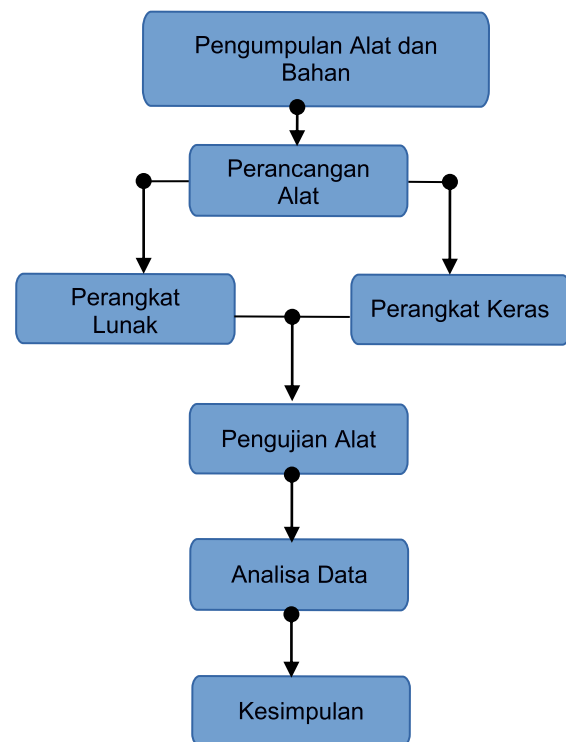 Pengumpulan Alat dan
Bahan
Perancangan
Alat
Perangkat
Lunak
Perangkat Keras
Pengujian Alat
Analisa Data
Kesimpulan